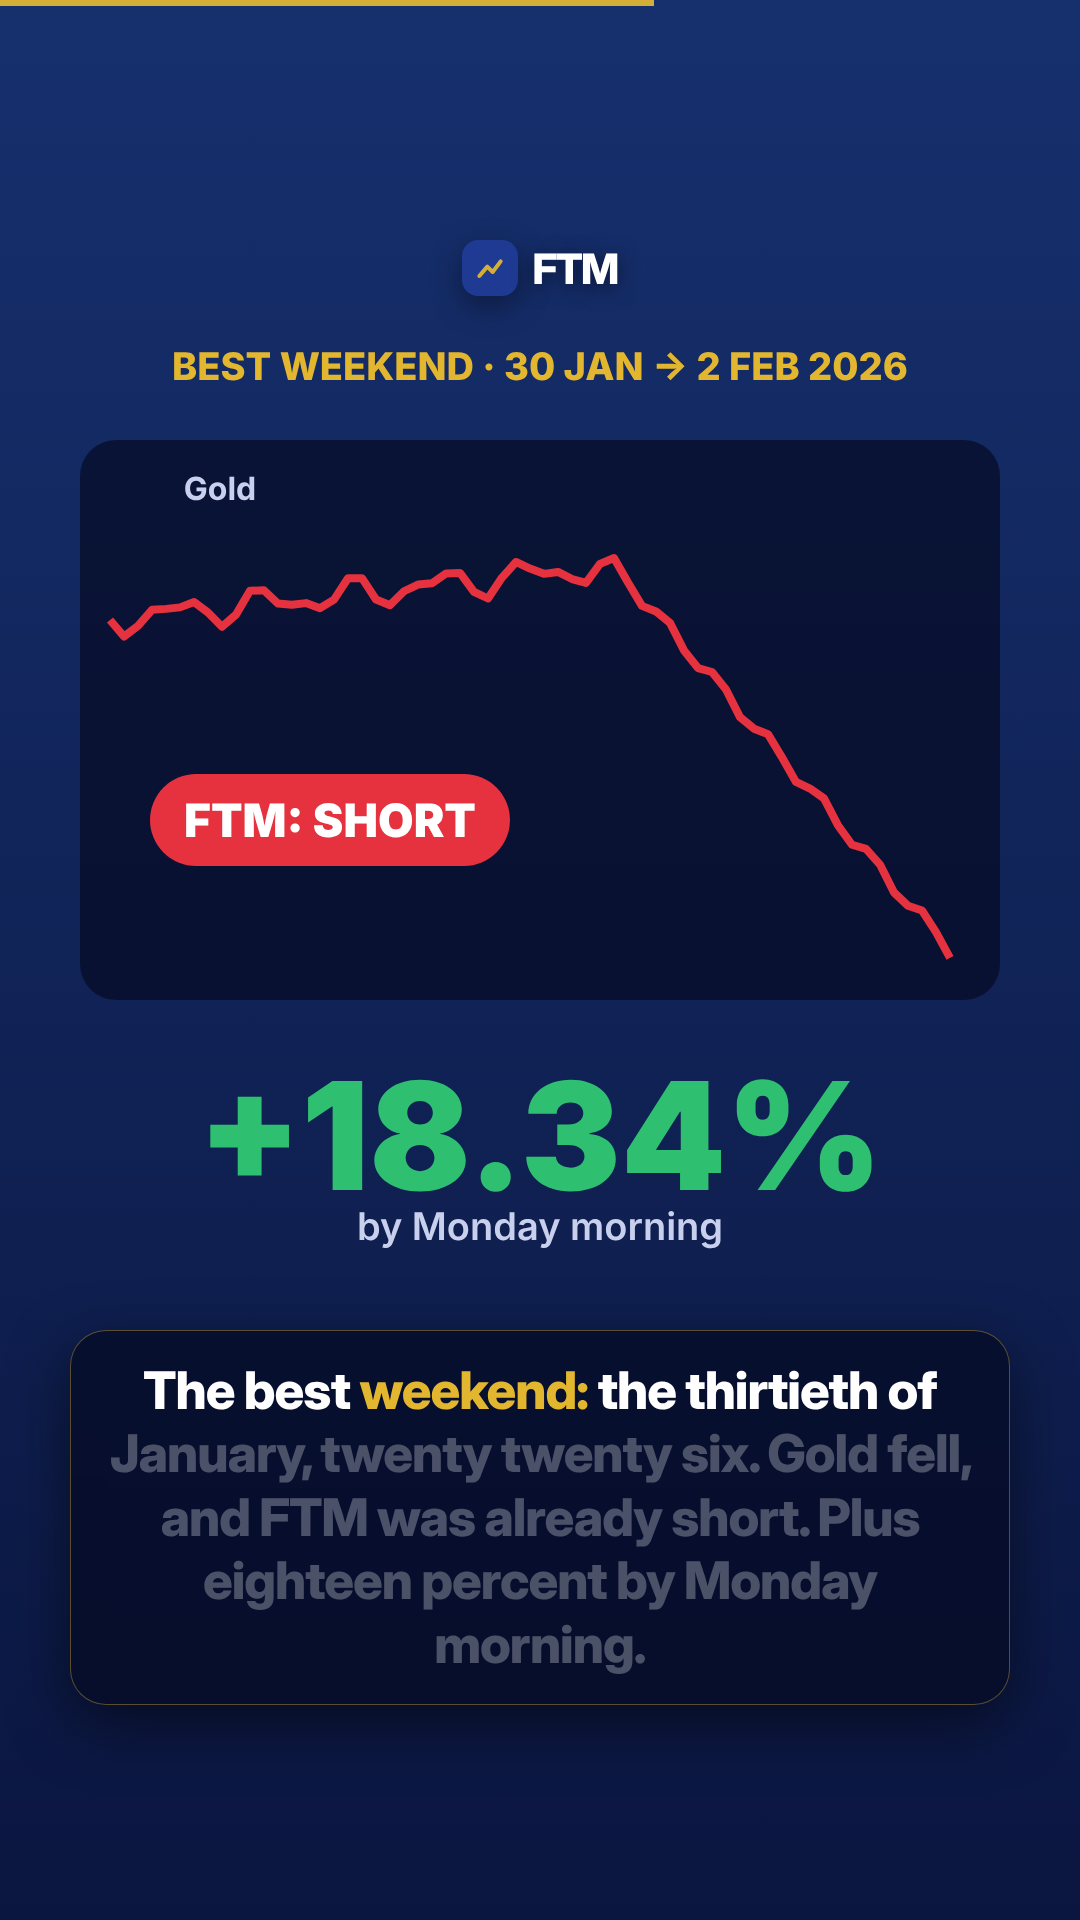 FTM
BEST WEEKEND · 30 JAN → 2 FEB 2026
Gold
FTM: SHORT
+18.34%
by Monday morning
The best weekend: the thirtieth of
January, twenty twenty six. Gold fell,
and FTM was already short. Plus
eighteen percent by Monday
morning.